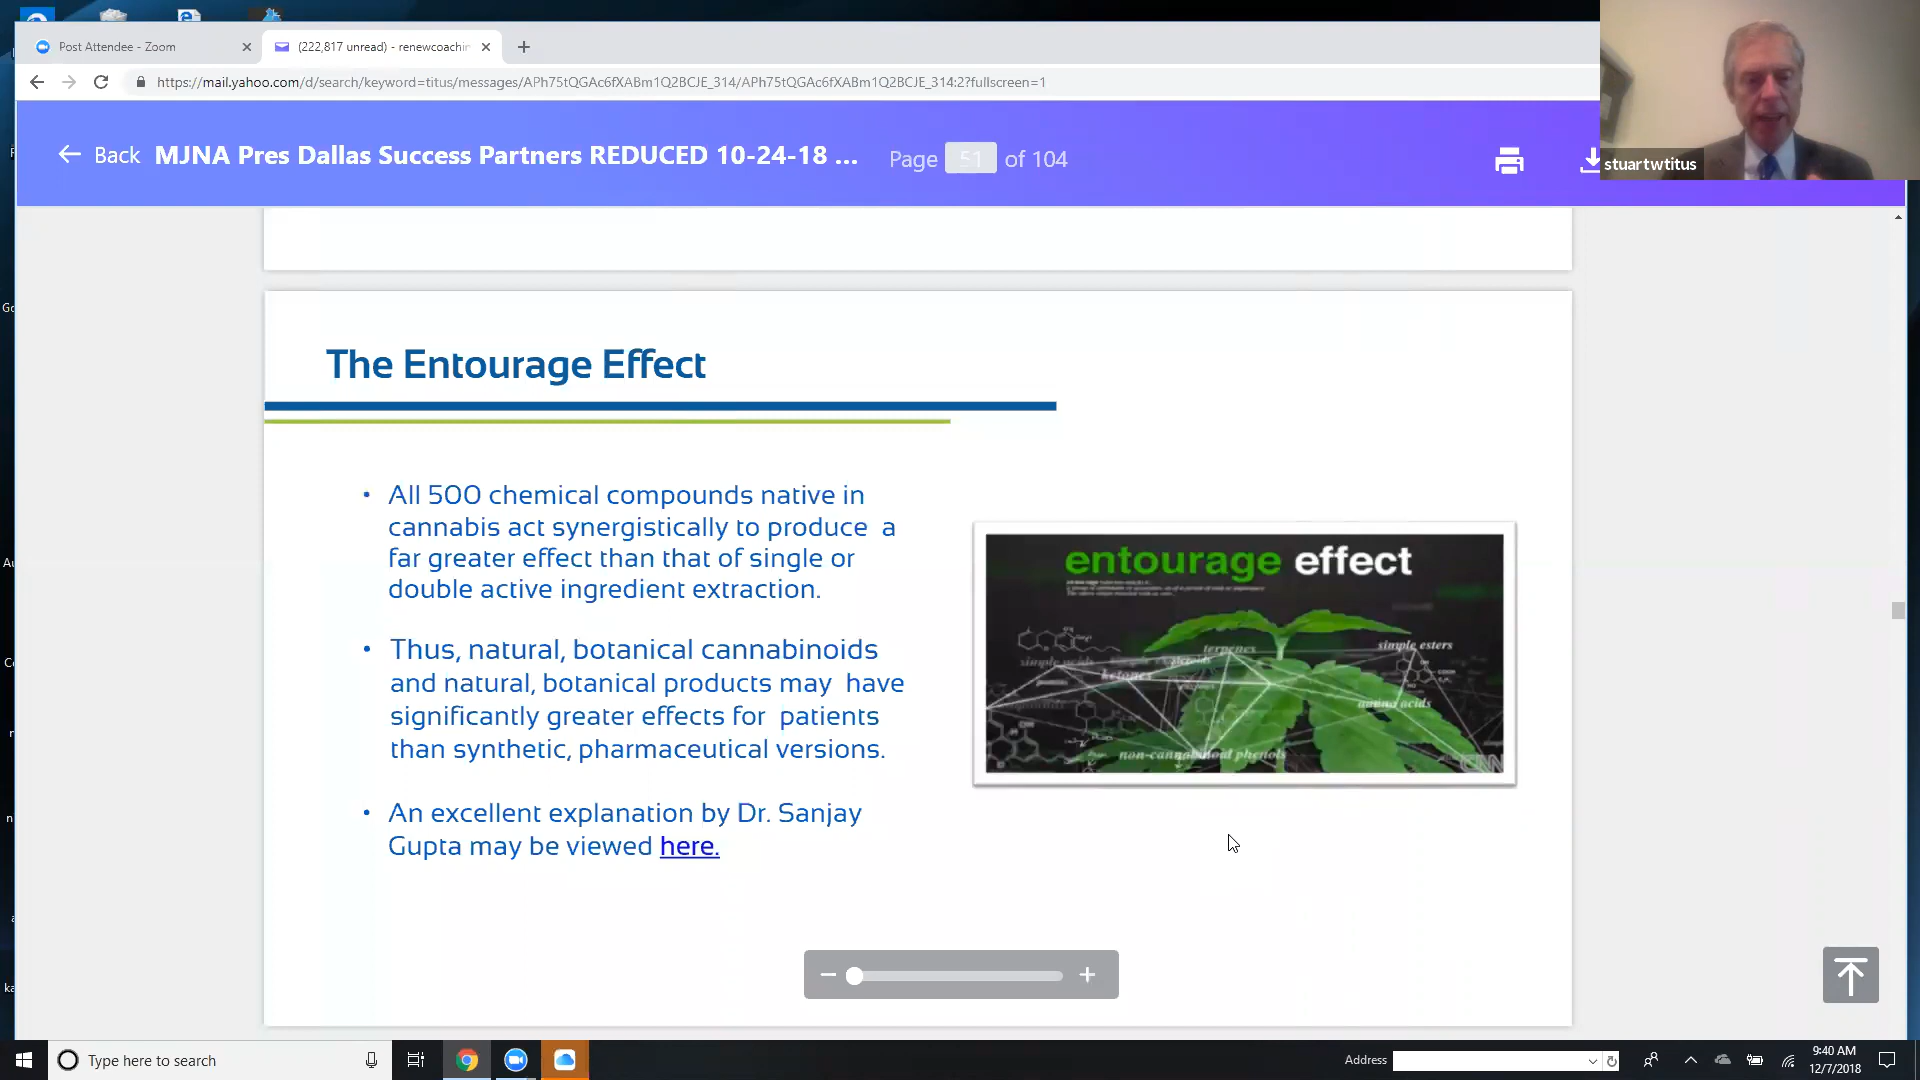 Post Attendee - Zoom
(222,817 unread) - renewcoachin
https://mail.yahoo.com/d/search/keyword=titus/messages/APh75tQGAc6fXABm1Q2BCJE_314/APh75tQGAc6fXABm1Q2BCJE_314:2?fullscreen=1
stuartwtitus
Back MJNA Pres Dallas Success Partners REDUCED 10-24-18 ... Page 51 of 104
The Entourage Effect
• All 500 chemical compounds native in
cannabis act synergistically to produce a
far greater effect than that of single or
double active ingredient extraction.
• Thus, natural, botanical cannabinoids
and natural, botanical products may have
significantly greater effects for patients
than synthetic, pharmaceutical versions.
• An excellent explanation by Dr. Sanjay
Gupta may be viewed here.
entourage effect
simple esters
terpenes
simple acids
ketones
amino acids
non-cannabinoid phenols
CNN
Type here to search
Address
9:40 AM
12/7/2018